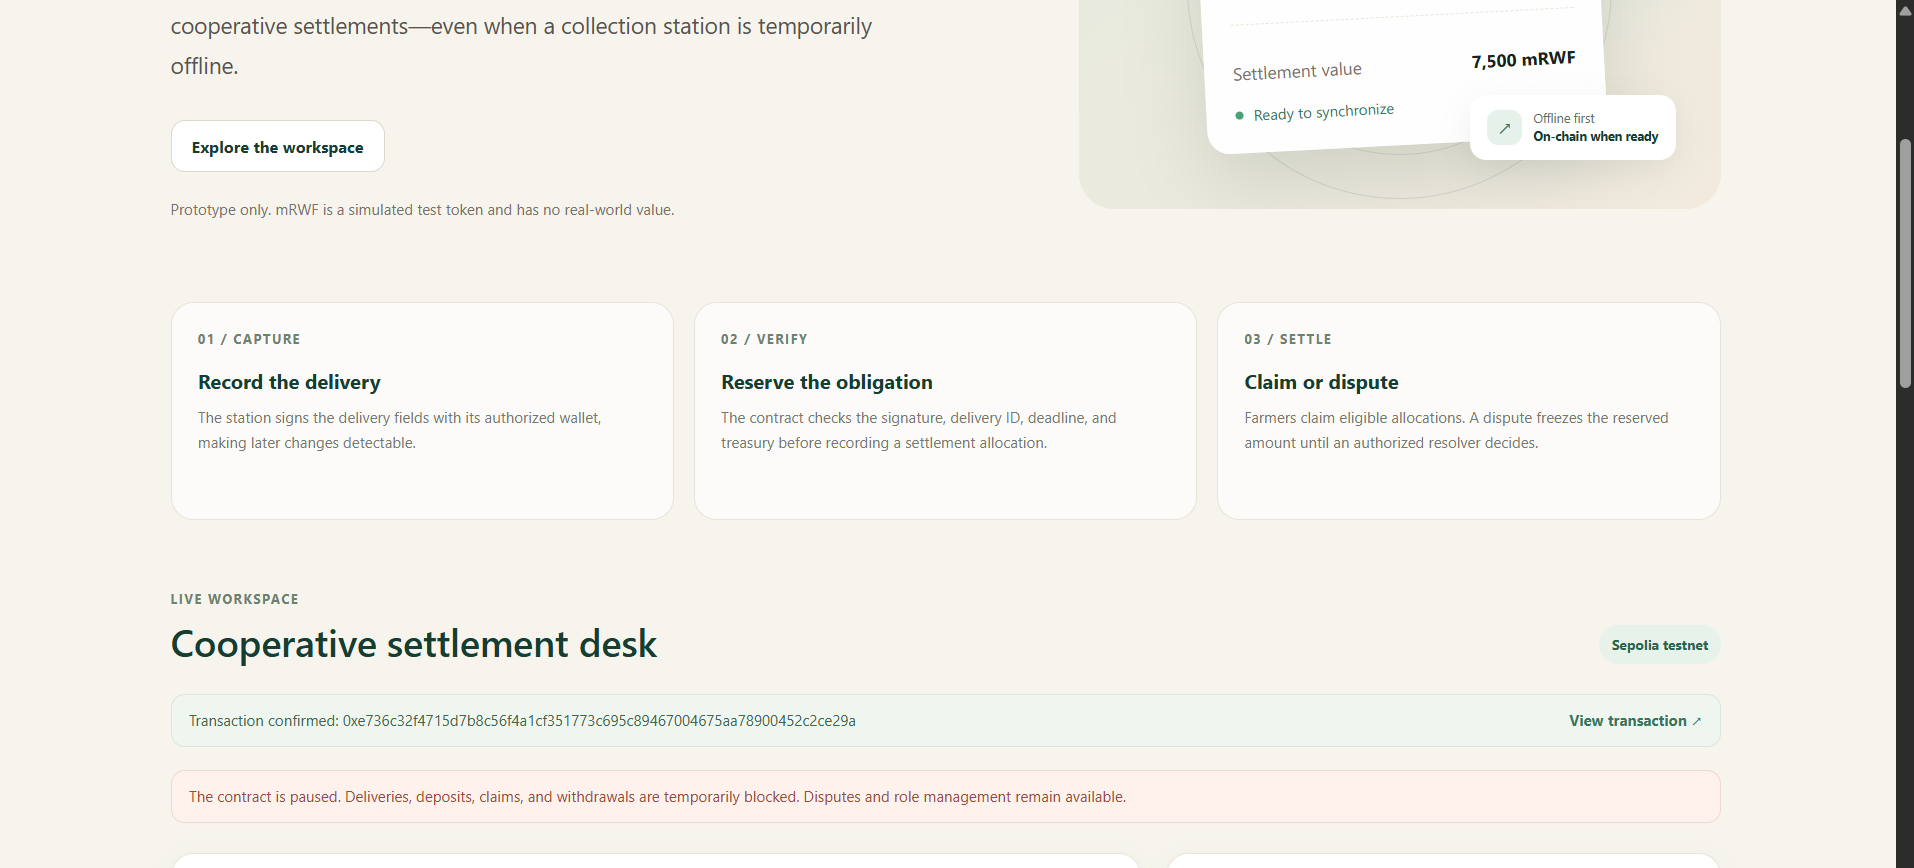 cooperative settlements—even when a collection station is temporarily
offline.
Explore the workspace
Prototype only. mRWF is a simulated test token and has no real-world value.
Settlement value
7,500 mRWF
Ready to synchronize
↗
Offline first
On-chain when ready
01 / CAPTURE
Record the delivery
The station signs the delivery fields with its authorized wallet,
making later changes detectable.
02 / VERIFY
Reserve the obligation
The contract checks the signature, delivery ID, deadline, and
treasury before recording a settlement allocation.
03 / SETTLE
Claim or dispute
Farmers claim eligible allocations. A dispute freezes the reserved
amount until an authorized resolver decides.
LIVE WORKSPACE
Cooperative settlement desk
Sepolia testnet
Transaction confirmed: 0xe736c32f4715d7b8c56f4a1cf351773c695c89467004675aa78900452c2ce29a
View transaction ↗
The contract is paused. Deliveries, deposits, claims, and withdrawals are temporarily blocked. Disputes and role management remain available.